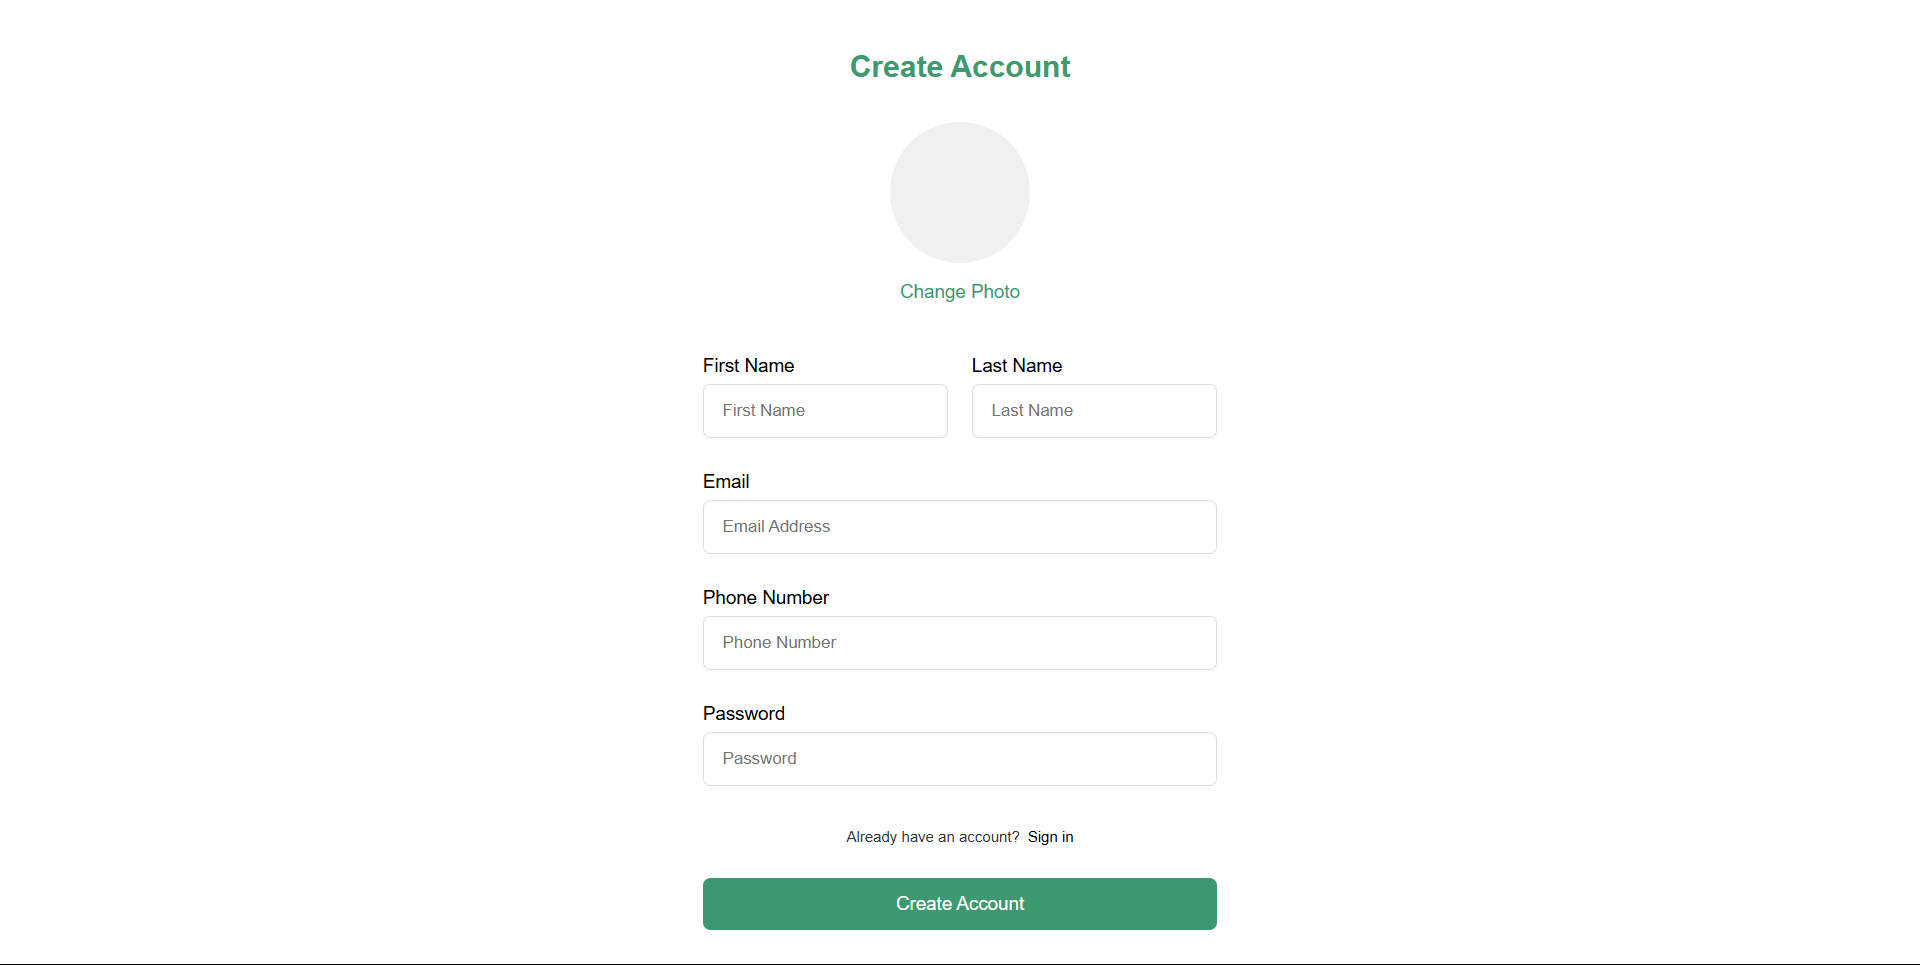 Create Account
Change Photo
First Name Last Name
First Name Last Name
Email
Email Address
Phone Number
Phone Number
Password
Password
Already have an account? Sign in
Create Account